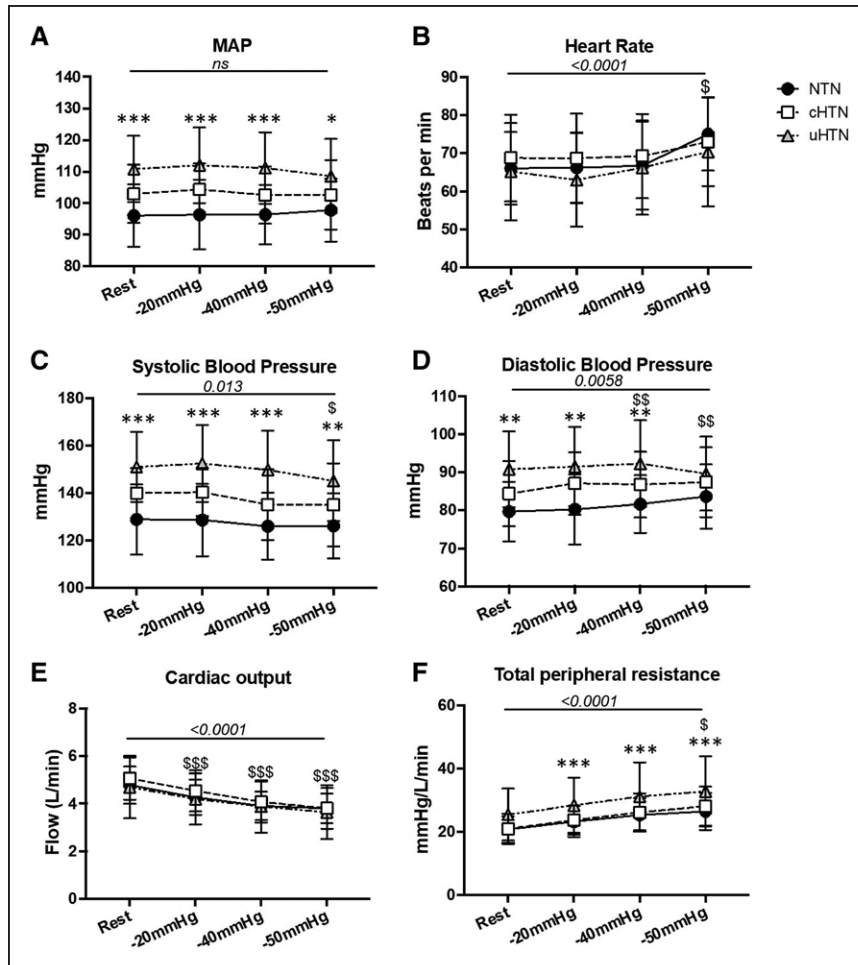 A
MAP
ns
*** *** *** *
140
130
120
110
100
90
80
mmHg
Rest
-20mmHg
-40mmHg
-50mmHg
B
Heart Rate
<0.0001
$
90
80
70
60
50
40
Beats per min
Rest
-20mmHg
-40mmHg
-50mmHg
NTN
cHTN
uHTN
C
Systolic Blood Pressure
0.013
$
*** *** *** **
180
160
140
120
100
mmHg
Rest
-20mmHg
-40mmHg
-50mmHg
D
Diastolic Blood Pressure
0.0058
$$
** ** ** $$
110
100
90
80
70
60
mmHg
Rest
-20mmHg
-40mmHg
-50mmHg
E
Cardiac output
<0.0001
$$$ $$$ $$$
8
6
4
2
0
Flow (L/min)
Rest
-20mmHg
-40mmHg
-50mmHg
F
Total peripheral resistance
<0.0001
$
*** *** ***
60
40
20
0
mmHg/L/min
Rest
-20mmHg
-40mmHg
-50mmHg